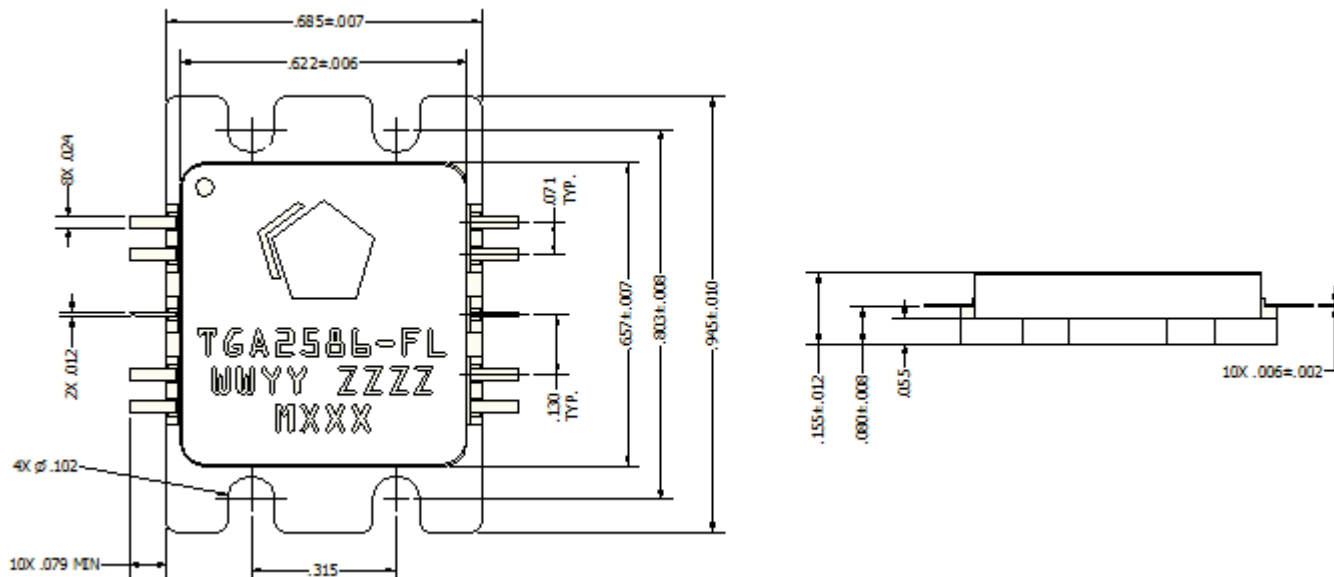 .685±.007
.622±.006
8X .024
.071
TYP.
2X .012
TGA2586-FL
WWYY ZZZZ
MXXX
.130
TYP.
.657±.007
.803±.008
.945±.010
4X ⌀.102
10X .079 MIN
.315
.155±.012
.080±.008
.055
10X .006±.002